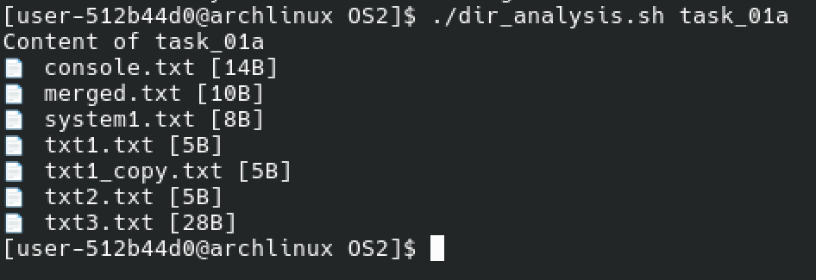 [user-512b44d0@archlinux OS2]$ ./dir_analysis.sh task_01a
Content of task_01a
📄 console.txt [14B]
📄 merged.txt [10B]
📄 system1.txt [8B]
📄 txt1.txt [5B]
📄 txt1_copy.txt [5B]
📄 txt2.txt [5B]
📄 txt3.txt [28B]
[user-512b44d0@archlinux OS2]$